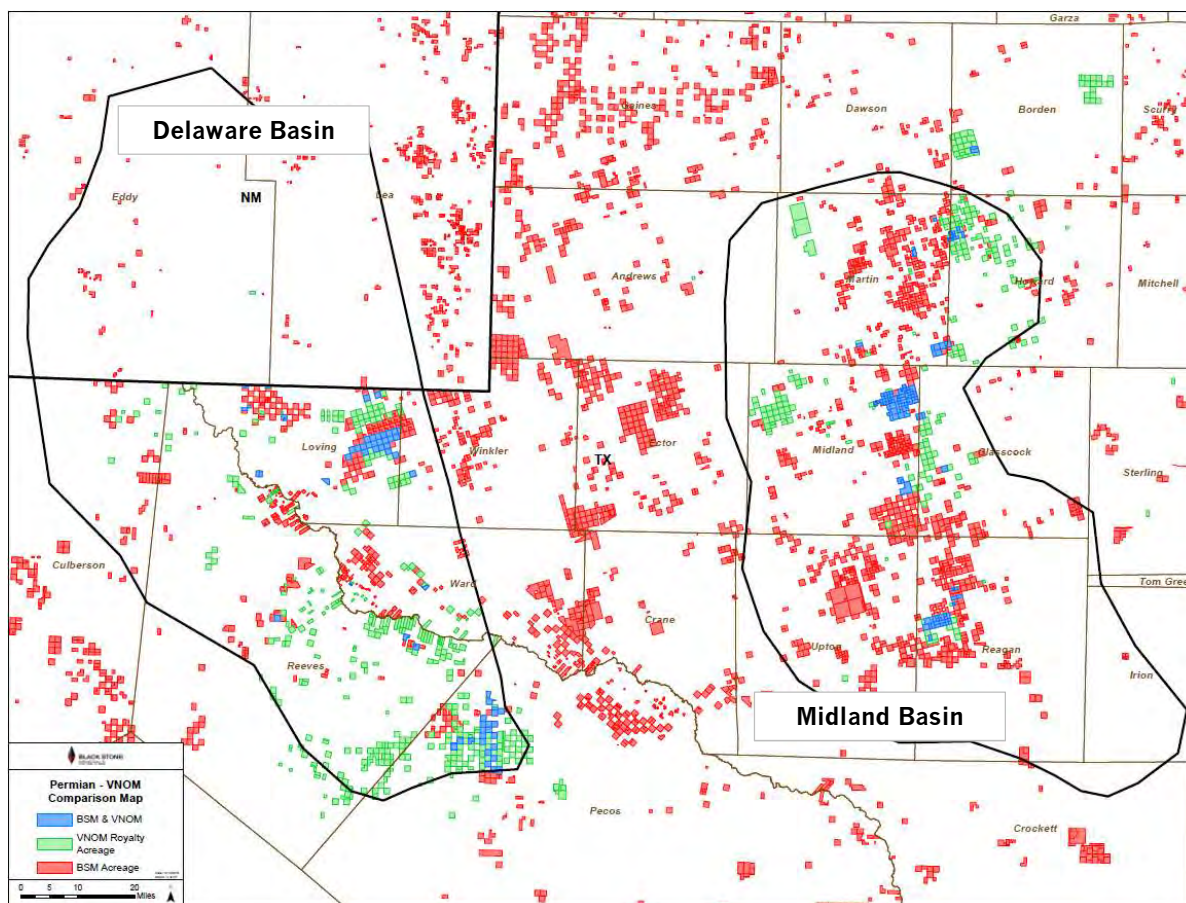 Garza
Gaines
Dawson
Borden
Scurry
Delaware Basin
Eddy
NM
Lea
Andrews
Martin
Howard
Mitchell
Loving
Winkler
Ector
TX
Midland
Glasscock
Sterling
Culberson
Ward
Crane
Tom Gree
Reeves
Upton
Reagan
Irion
Midland Basin
BLACK STONE
MINERALS
Permian - VNOM
Comparison Map
BSM & VNOM
VNOM Royalty
Acreage
BSM Acreage
0 5 10 20
Miles
Pecos
Crockett